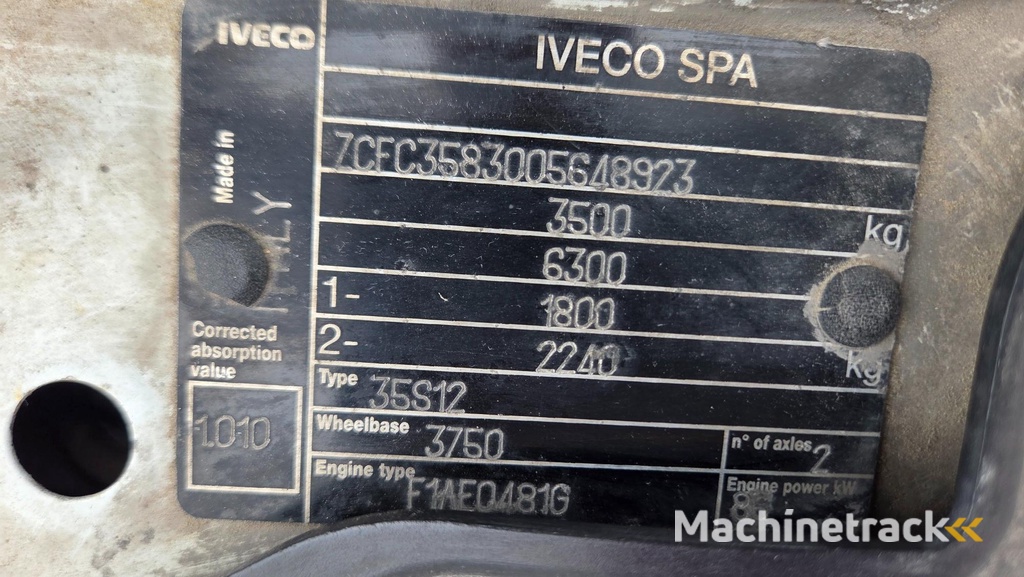 IVECO
IVECO SPA
Made in
ITALY
ZCFC3583005648923
3500 kg
6300
1- 1800
2- 2240 kg
Corrected
absorption
value
1.010
Type 35S12
Wheelbase 3750
n° of axles 2
Engine type F1AE0481G
Engine power kW
Machinetrack